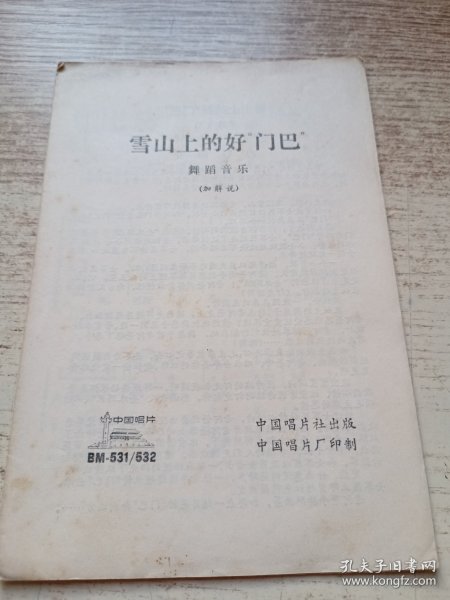 雪山上的好“门巴”
舞蹈音乐
(加解说)
中国唱片
BM-531/532
中国唱片社出版
中国唱片厂印制
孔夫子旧书网
www.kongfz.com